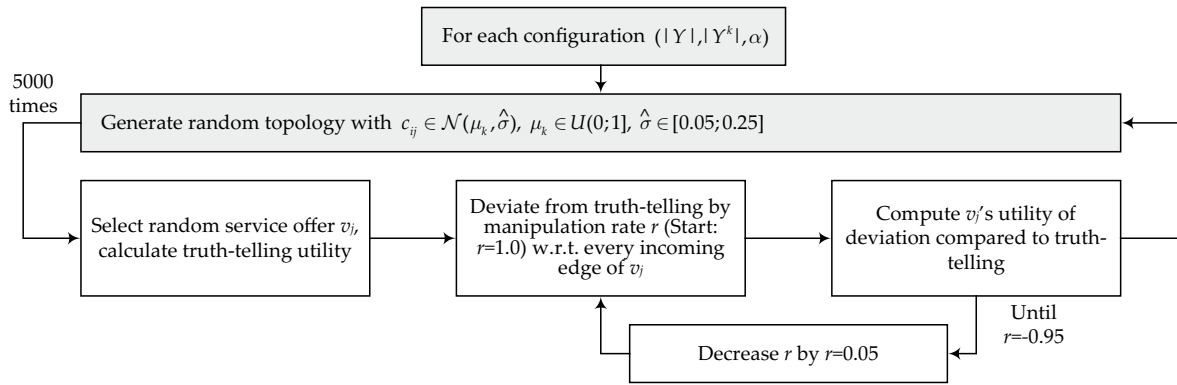 For each configuration (|Y|,|Y^k|,α)
5000
times
Generate random topology with c_ij ∈ N(μ_k,σ̂), μ_k ∈ U(0;1], σ̂ ∈[0.05;0.25]
Select random service offer v_j,
calculate truth-telling utility
Deviate from truth-telling by
manipulation rate r (Start:
r=1.0) w.r.t. every incoming
edge of v_j
Compute v_j's utility of
deviation compared to truth-
telling
Until
r=-0.95
Decrease r by r=0.05